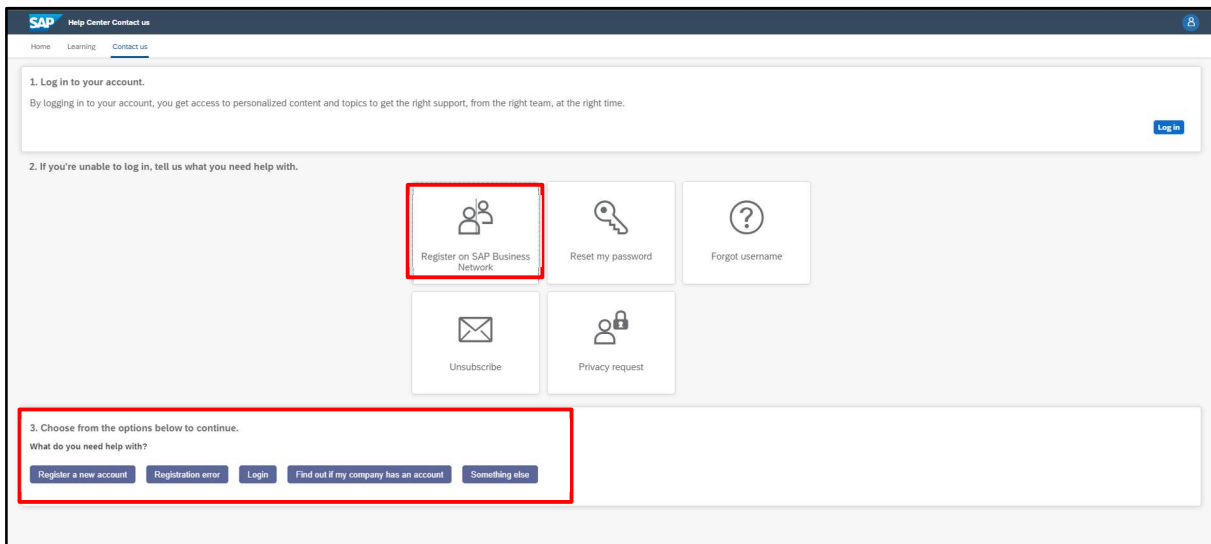 SAP Help Center Contact us
Home Learning Contact us
1. Log in to your account.
By logging in to your account, you get access to personalized content and topics to get the right support, from the right team, at the right time.
Log in
2. If you're unable to log in, tell us what you need help with.
Register on SAP Business
Network
Reset my password
Forgot username
Unsubscribe
Privacy request
3. Choose from the options below to continue.
What do you need help with?
Register a new account Registration error Login Find out if my company has an account Something else